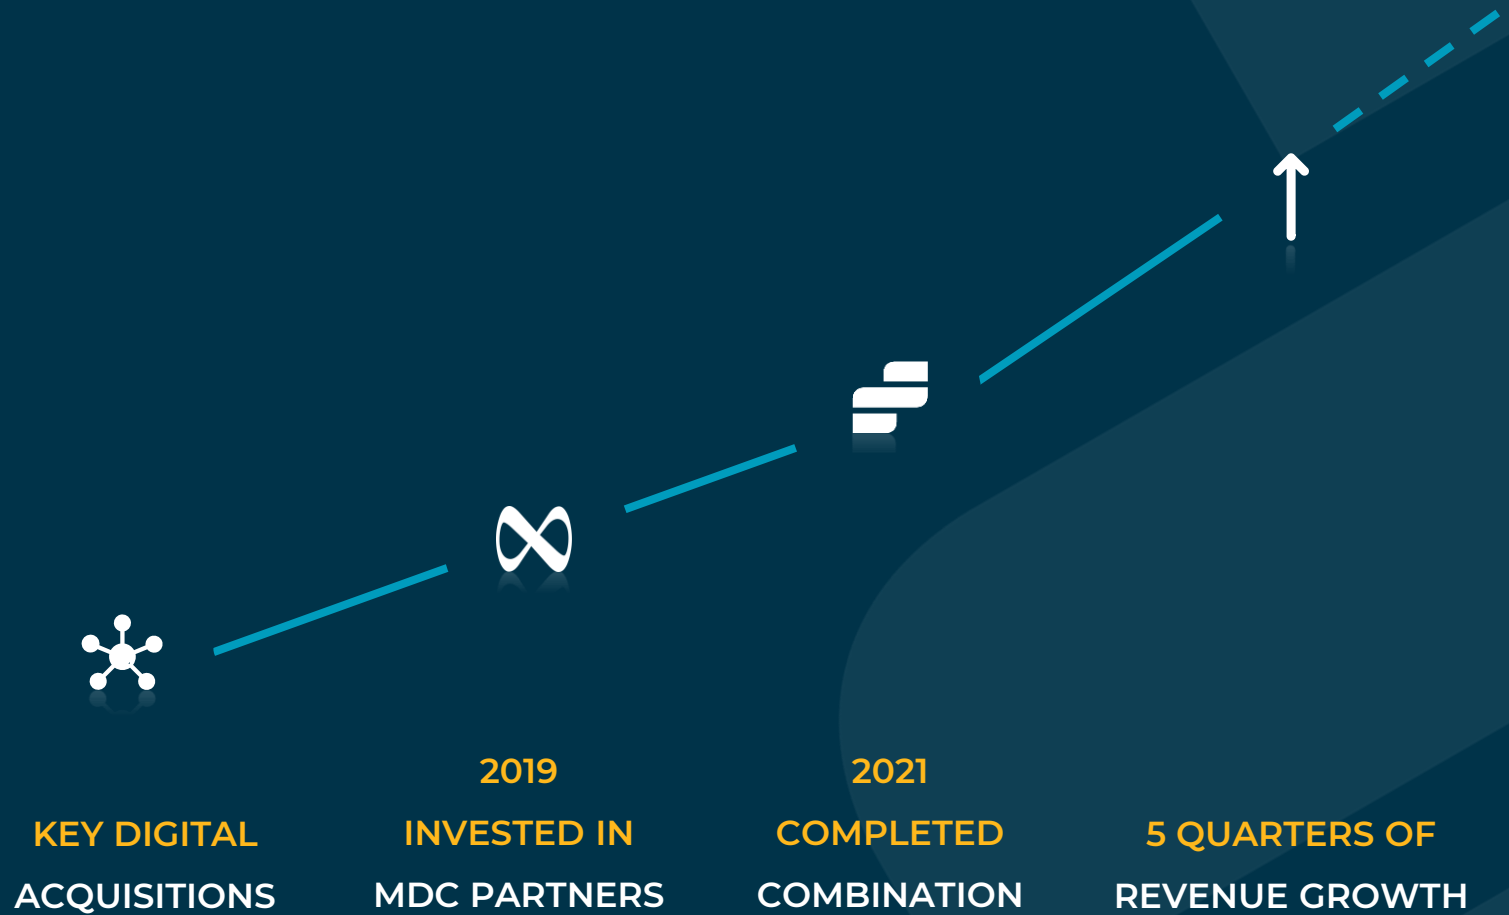 KEY DIGITAL
ACQUISITIONS
2019
INVESTED IN
MDC PARTNERS
2021
COMPLETED
COMBINATION
5 QUARTERS OF
REVENUE GROWTH